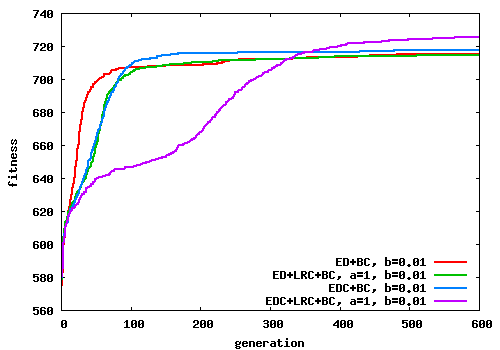 740
720
700
680
660
640
620
600
580
560
fitness
ED+BC, b=0.01
ED+LRC+BC, a=1, b=0.01
EDC+BC, b=0.01
EDC+LRC+BC, a=1, b=0.01
0 100 200 300 400 500 600
generation